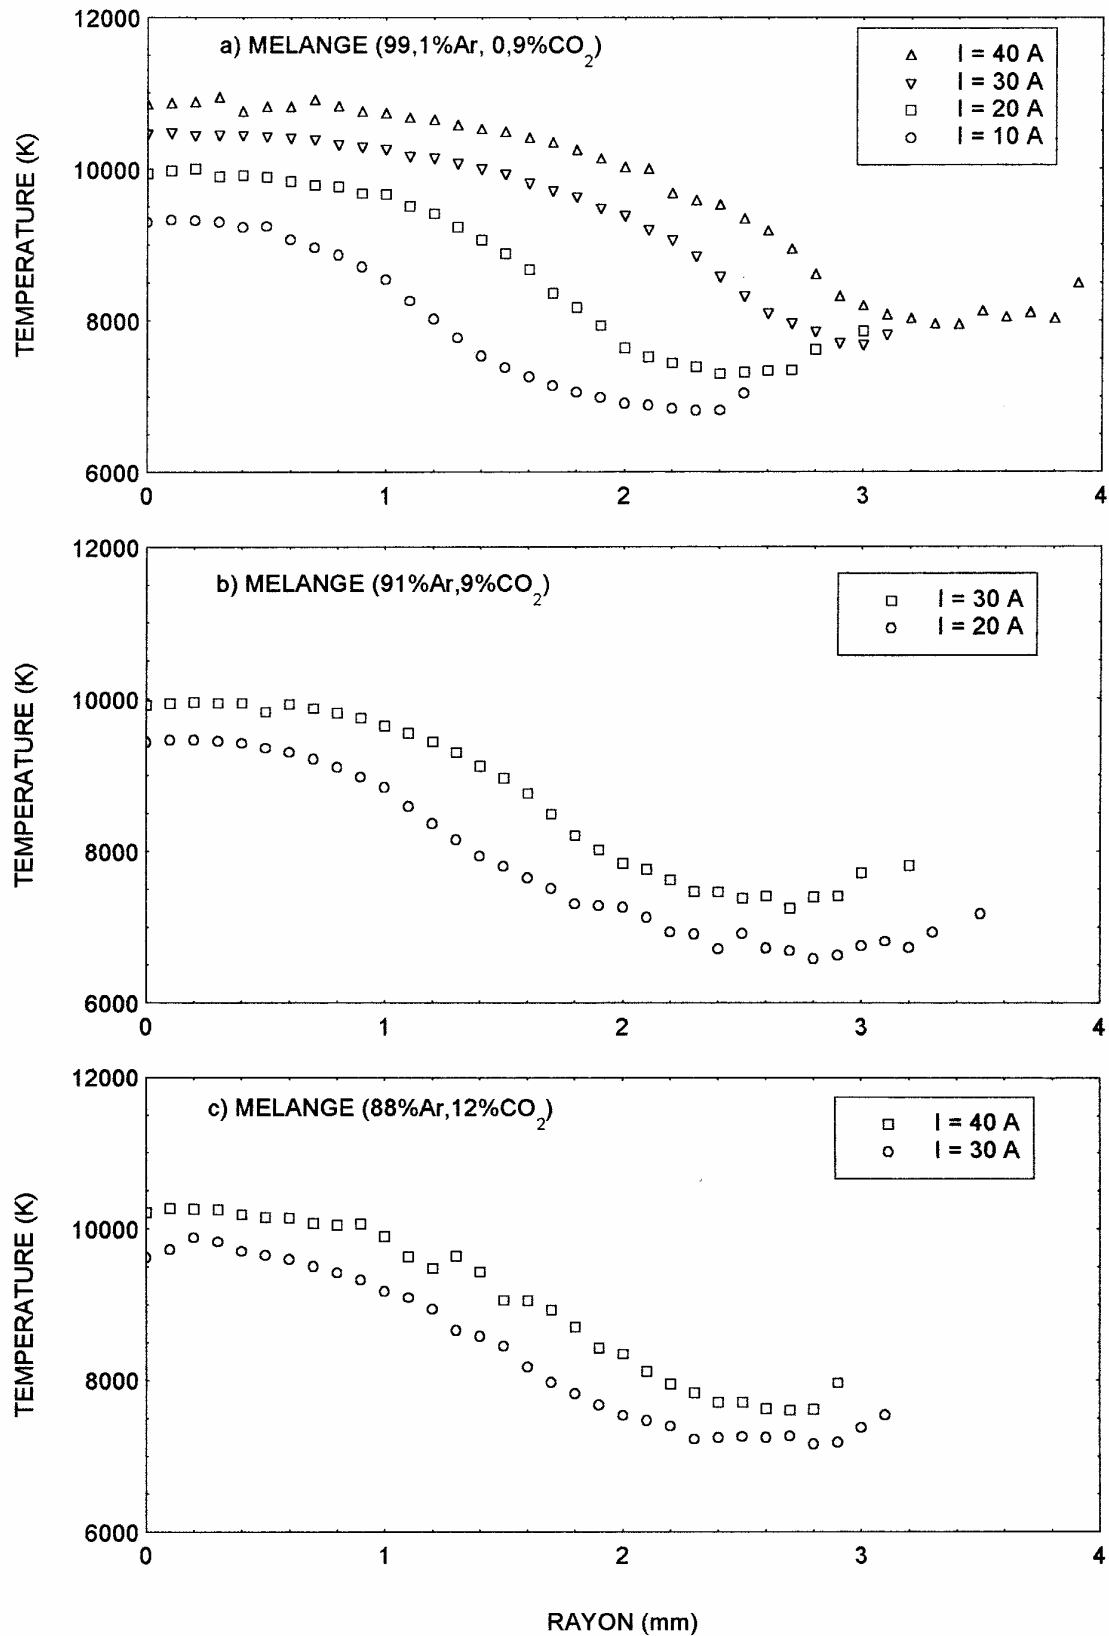 12000
a) MELANGE (99,1%Ar, 0,9%CO2)
I = 40 A
I = 30 A
I = 20 A
I = 10 A
TEMPERATURE (K)
10000
8000
6000
0 1 2 3 4
12000
b) MELANGE (91%Ar,9%CO2)
I = 30 A
I = 20 A
TEMPERATURE (K)
10000
8000
6000
0 1 2 3 4
12000
c) MELANGE (88%Ar,12%CO2)
I = 40 A
I = 30 A
TEMPERATURE (K)
10000
8000
6000
0 1 2 3 4
RAYON (mm)